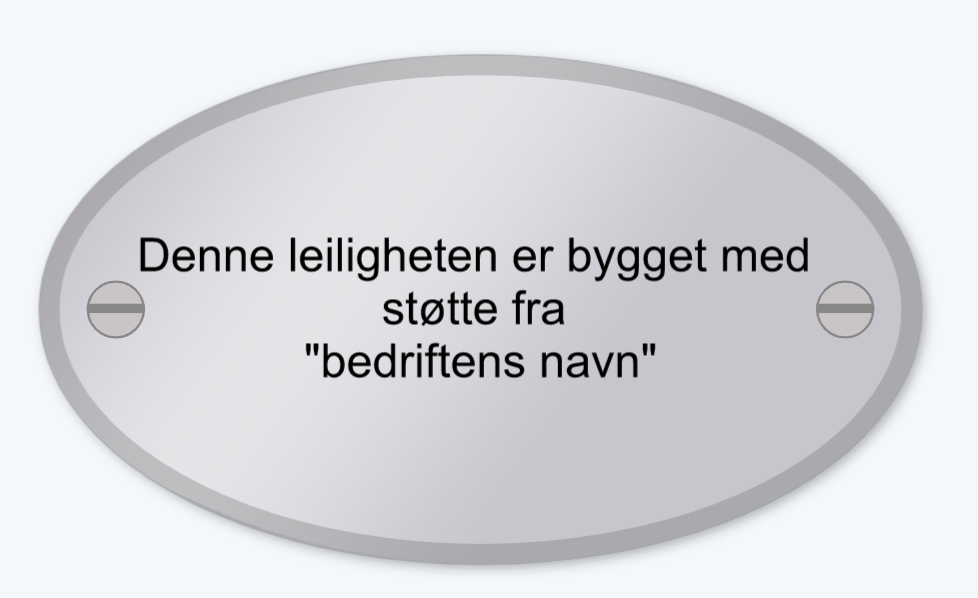 Denne leiligheten er bygget med
støtte fra
"bedriftens navn"